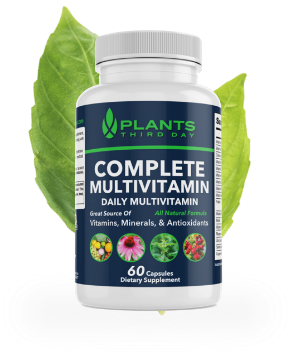 PLANTS
THIRD DAY
COMPLETE
MULTIVITAMIN
DAILY MULTIVITAMIN
Great Source Of All Natural Formula
Vitamins, Minerals, & Antioxidants
60 Capsules
Dietary Supplement